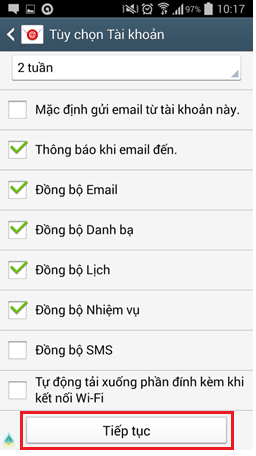 97% 10:17
Tùy chọn Tài khoản
2 tuần
Mặc định gửi email từ tài khoản này.
Thông báo khi email đến.
Đồng bộ Email
Đồng bộ Danh bạ
Đồng bộ Lịch
Đồng bộ Nhiệm vụ
Đồng bộ SMS
Tự động tải xuống phần đính kèm khi
kết nối Wi-Fi
Tiếp tục